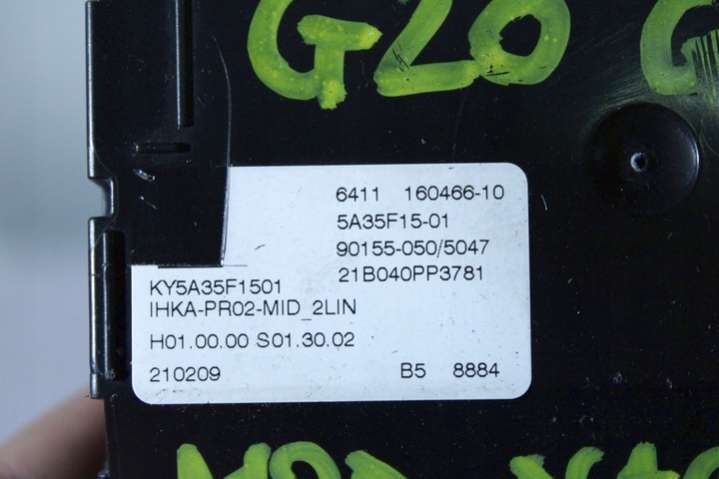 G20
6411 160466-10
5A35F15-01
90155-050/5047
21B040PP3781
KY5A35F1501
IHKA-PR02-MID_2LIN
H01.00.00 S01.30.02
210209 B5 8884